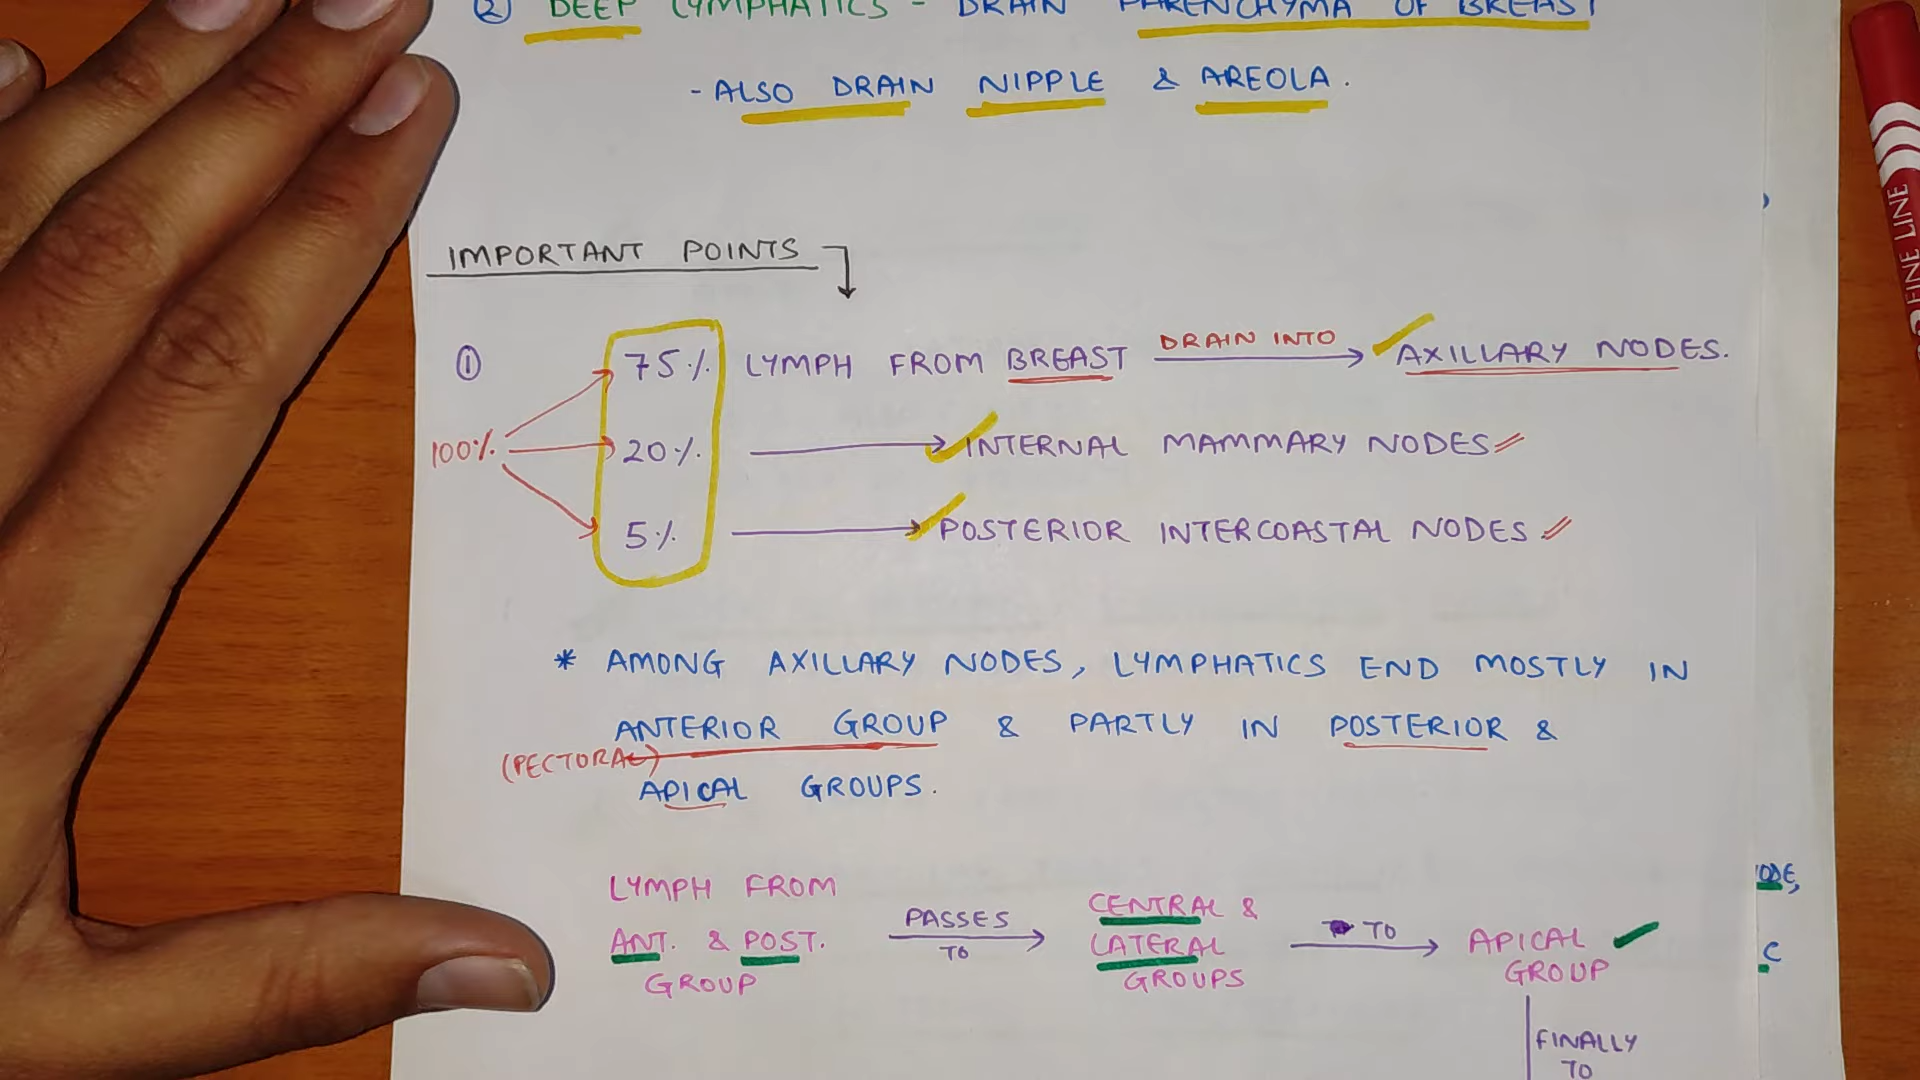 ② DEEP LYMPHATICS - DRAIN PARENCHYMA OF BREAST
- ALSO DRAIN NIPPLE & AREOLA.
IMPORTANT POINTS
① 75% LYMPH FROM BREAST DRAIN INTO AXILLARY NODES.
100% 20% INTERNAL MAMMARY NODES
5% POSTERIOR INTERCOASTAL NODES
* AMONG AXILLARY NODES, LYMPHATICS END MOSTLY IN
ANTERIOR GROUP & PARTLY IN POSTERIOR &
(PECTORAL)
APICAL GROUPS.
LYMPH FROM
ANT. & POST.
GROUP
PASSES
TO
CENTRAL &
LATERAL
GROUPS
TO
APICAL
GROUP
FINALLY
TO
ODE,
C
FINE LINE